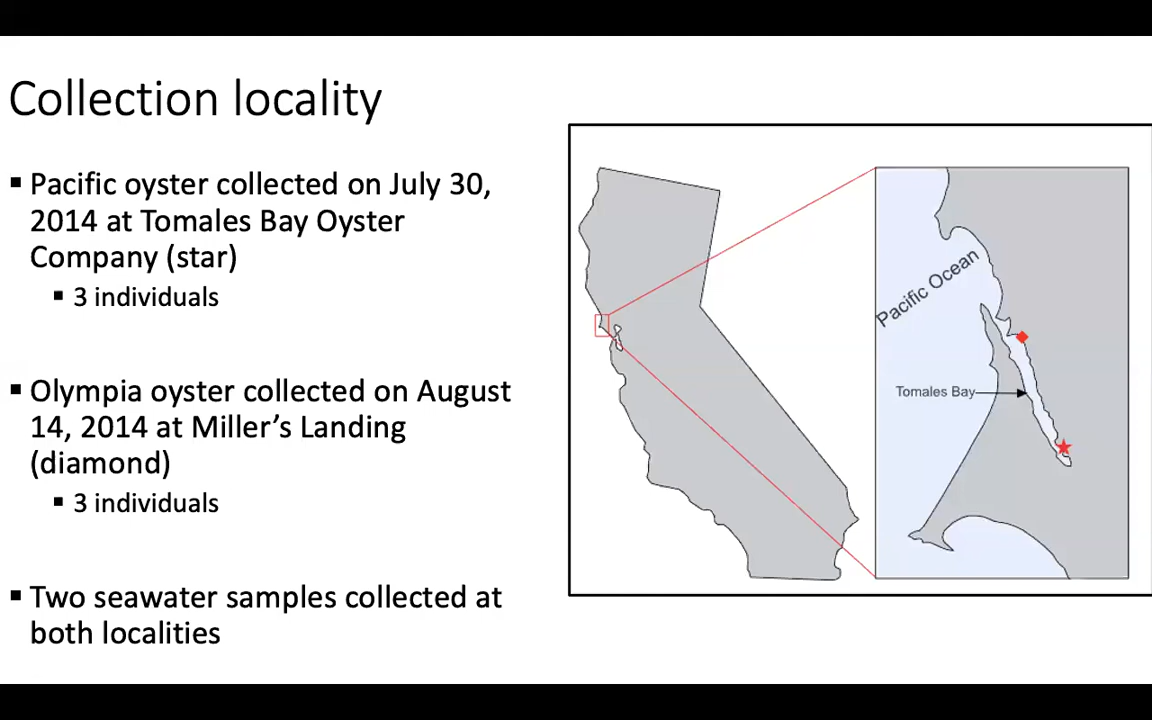 Collection locality
▪ Pacific oyster collected on July 30,
2014 at Tomales Bay Oyster
Company (star)
▪ 3 individuals
▪ Olympia oyster collected on August
14, 2014 at Miller’s Landing
(diamond)
▪ 3 individuals
▪ Two seawater samples collected at
both localities
Pacific Ocean
Tomales Bay